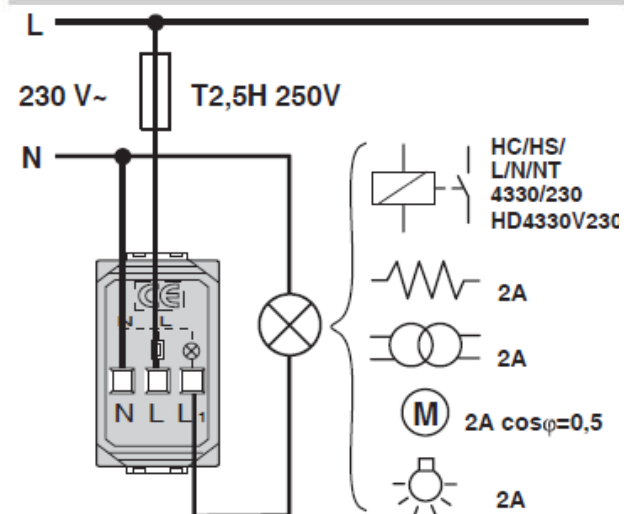 L
230 V~ T2,5H 250V
N
HC/HS/
L/N/NT
4330/230
HD4330V230
CE
N L
2A
2A
N L L1
M 2A cosφ=0,5
2A